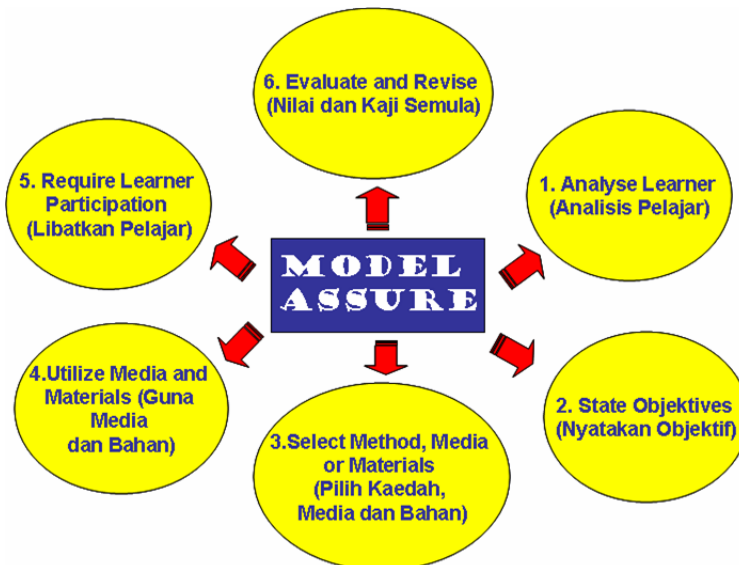 6. Evaluate and Revise
(Nilai dan Kaji Semula)
5. Require Learner
Participation
(Libatkan Pelajar)
1. Analyse Learner
(Analisis Pelajar)
MODEL
ASSURE
4.Utilize Media and
Materials (Guna
Media
dan Bahan)
3.Select Method, Media
or Materials
(Pilih Kaedah,
Media dan Bahan)
2. State Objektives
(Nyatakan Objektif)